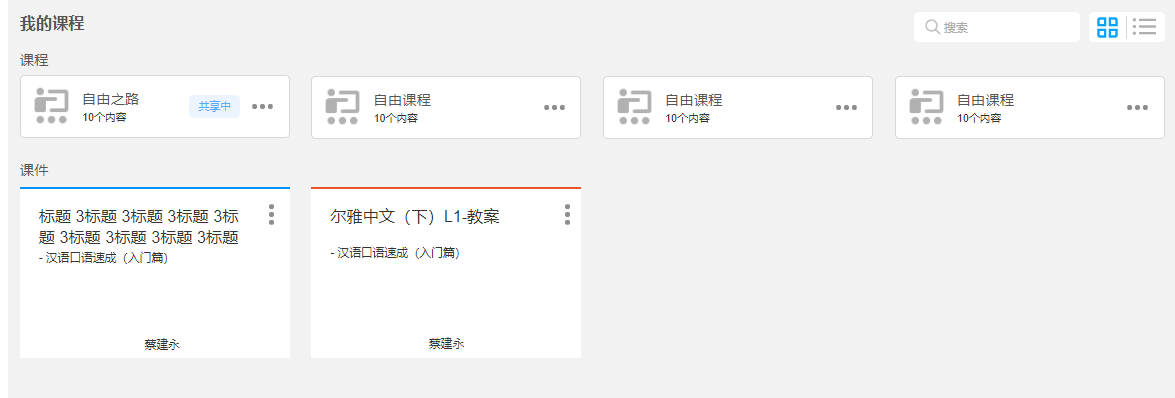 我的课程
搜索
课程
自由之路
10个内容
共享中
自由课程
10个内容
自由课程
10个内容
自由课程
10个内容
课件
标题 3标题 3标题 3标题 3标
题 3标题 3标题 3标题 3标题
- 汉语口语速成（入门篇）
蔡建永
尔雅中文（下）L1-教案
- 汉语口语速成（入门篇）
蔡建永